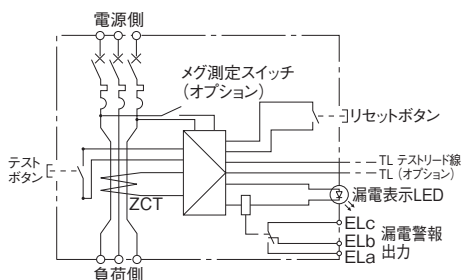 電源側
メグ測定スイッチ
（オプション）
リセットボタン
テスト
ボタン
TL テストリード線
TL （オプション）
漏電表示LED
ZCT
ELc
ELb
ELa
漏電警報
出力
負荷側